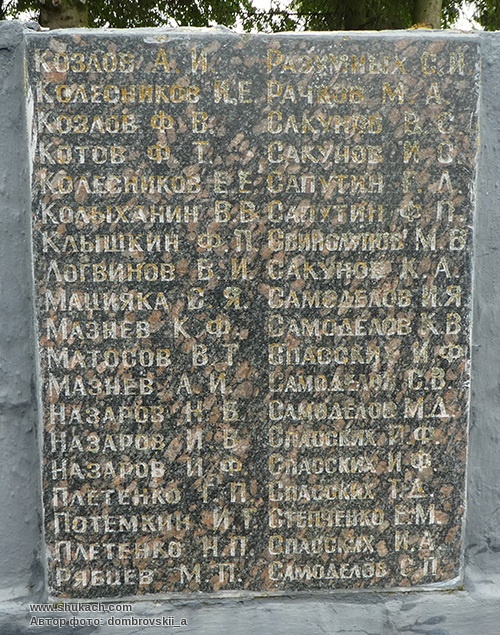 Козлов А. И.
Колесников И.Е.
Козлов Ф. В.
Котов Ф. Т.
Колесников Е.Е.
Колыханин В.В.
Клышкин Ф.П.
Логвинов В.И.
Мацияка С.Я.
Мазнев К.Ф.
Матосов В.Т.
Мазнев А.И.
Назаров Н.В.
Назаров И.Б.
Назаров И.Ф.
Плетенко Г.П.
Потемкин И.Г.
Плетенко Н.П.
Рябцев М.П.
Разумных С.И.
Рачков М.А.
Сакунов В.С.
Сакунов И.С.
Сапутин Г.А.
Сапутин Ф.П.
М.В.
Сакунов К.А.
Самоделов И.Я.
Самоделов К.В.
Спасских И.Ф.
Самоделов С.В.
Самоделов М.Д.
Спасских П.Ф.
Спасских И.Ф.
Спасских Т.Д.
Степченко Е.М.
Спасских И.Д.
Самоделов С.П.
www.shukach.com
Автор фото: dombrovskii_a